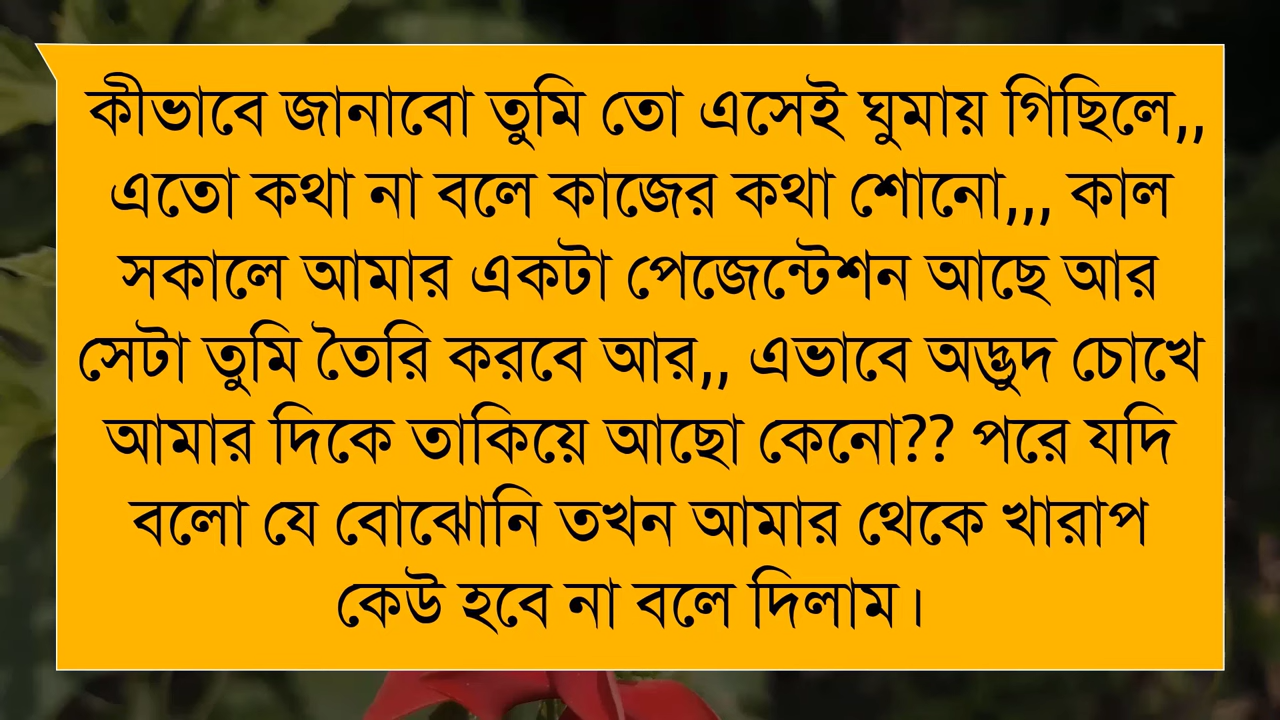 কীভাবে জানাবো তুমি তো এসেই ঘুমায় গিছিলে,,
এতো কথা না বলে কাজের কথা শোনো,,, কাল
সকালে আমার একটা পেজেন্টেশন আছে আর
সেটা তুমি তৈরি করবে আর,, এভাবে অদ্ভুদ চোখে
আমার দিকে তাকিয়ে আছো কেনো?? পরে যদি
বলো যে বোঝোনি তখন আমার থেকে খারাপ
কেউ হবে না বলে দিলাম।